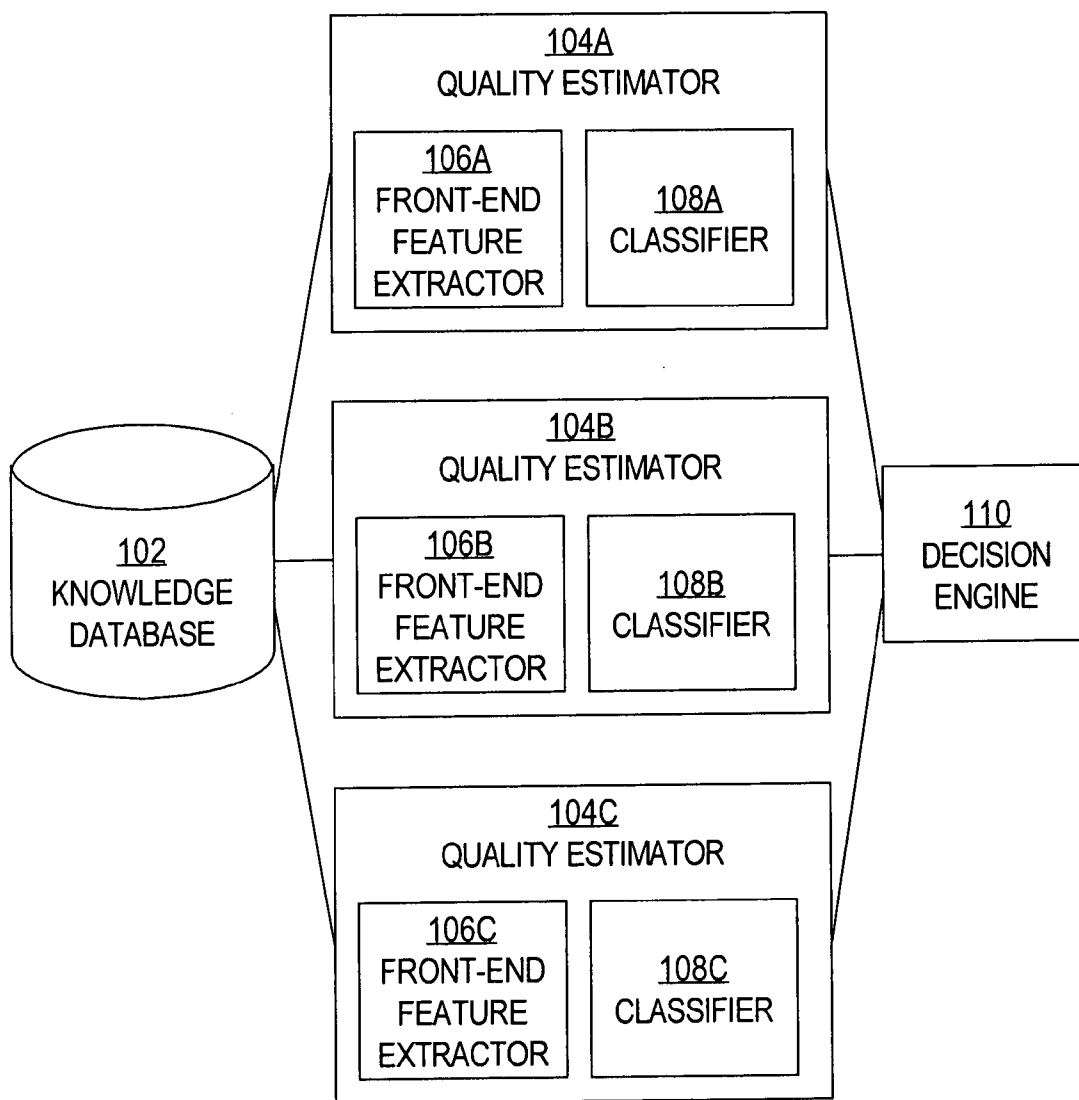 104A
QUALITY ESTIMATOR
106A
FRONT-END
FEATURE
EXTRACTOR
108A
CLASSIFIER
104B
QUALITY ESTIMATOR
106B
FRONT-END
FEATURE
EXTRACTOR
108B
CLASSIFIER
102
KNOWLEDGE
DATABASE
110
DECISION
ENGINE
104C
QUALITY ESTIMATOR
106C
FRONT-END
FEATURE
EXTRACTOR
108C
CLASSIFIER